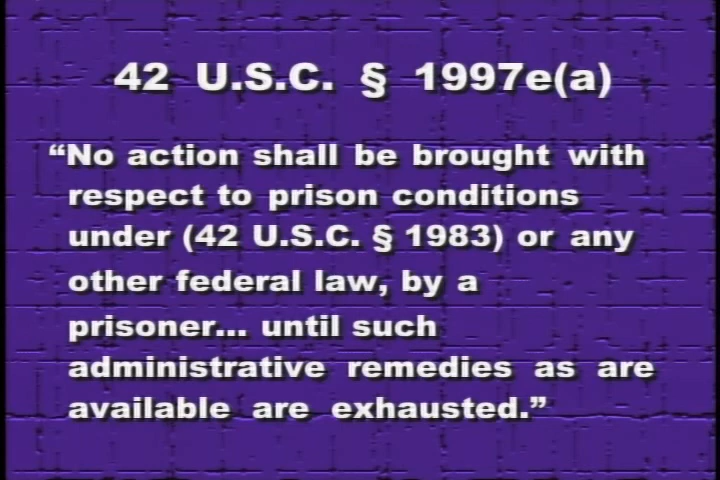 42 U.S.C. § 1997e(a)
“No action shall be brought with
respect to prison conditions
under (42 U.S.C. § 1983) or any
other federal law, by a
prisoner... until such
administrative remedies as are
available are exhausted.”